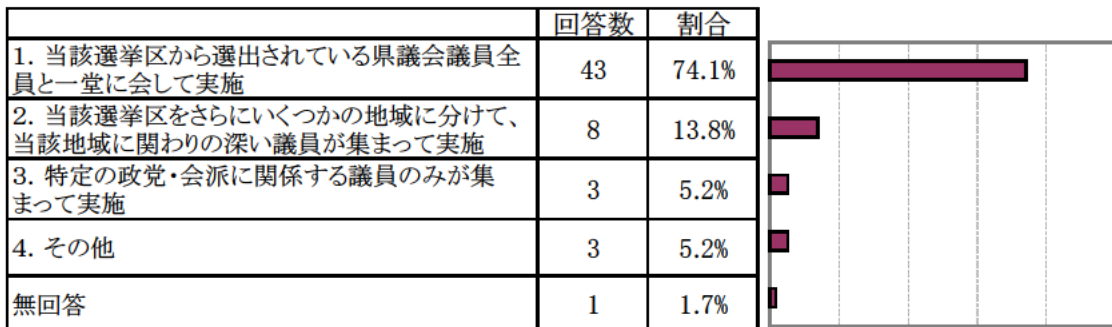 回答数 割合
1. 当該選挙区から選出されている県議会議員全
員と一堂に会して実施 43 74.1%
2. 当該選挙区をさらにいくつかの地域に分けて、
当該地域に関わりの深い議員が集まって実施 8 13.8%
3. 特定の政党・会派に関係する議員のみが集
まって実施 3 5.2%
4. その他 3 5.2%
無回答 1 1.7%